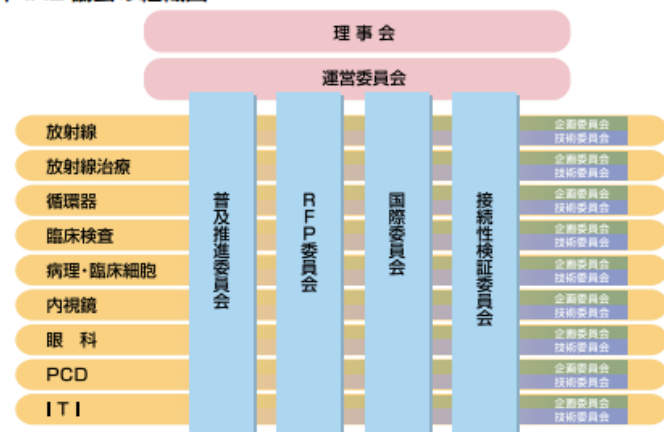 理事会
運営委員会
放射線
放射線治療
循環器
臨床検査
病理・臨床細胞
内視鏡
眼 科
PCD
ITI
普及推進委員会
RFP委員会
国際委員会
接続性検証委員会
企画委員会
技術委員会
企画委員会
技術委員会
企画委員会
技術委員会
企画委員会
技術委員会
企画委員会
技術委員会
企画委員会
技術委員会
企画委員会
技術委員会
企画委員会
技術委員会
企画委員会
技術委員会